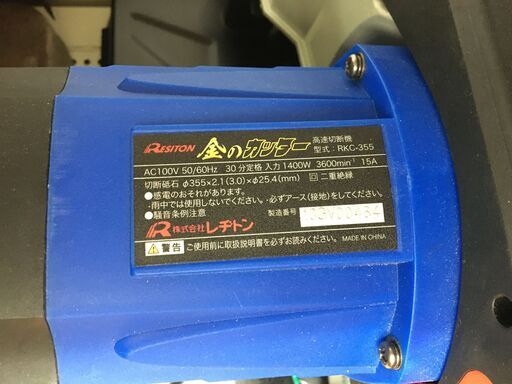 RESITON 金のカッター 高速切断機
型式：RKC-355
AC100V 50/60Hz 30分定格 入力 1400W 3600min⁻¹ 15A
切断砥石 φ355×2.1(3.0)×φ25.4(mm) 回 二重絶縁
●感電のおそれがあります。
・雨中では使用しないでください。・必ずアース(接地)をしてください。
●騒音条例注意
製造番号
株式会社レヂトン
警告 ご使用前に取扱説明書を必ずお読みください。 MADE IN CHINA